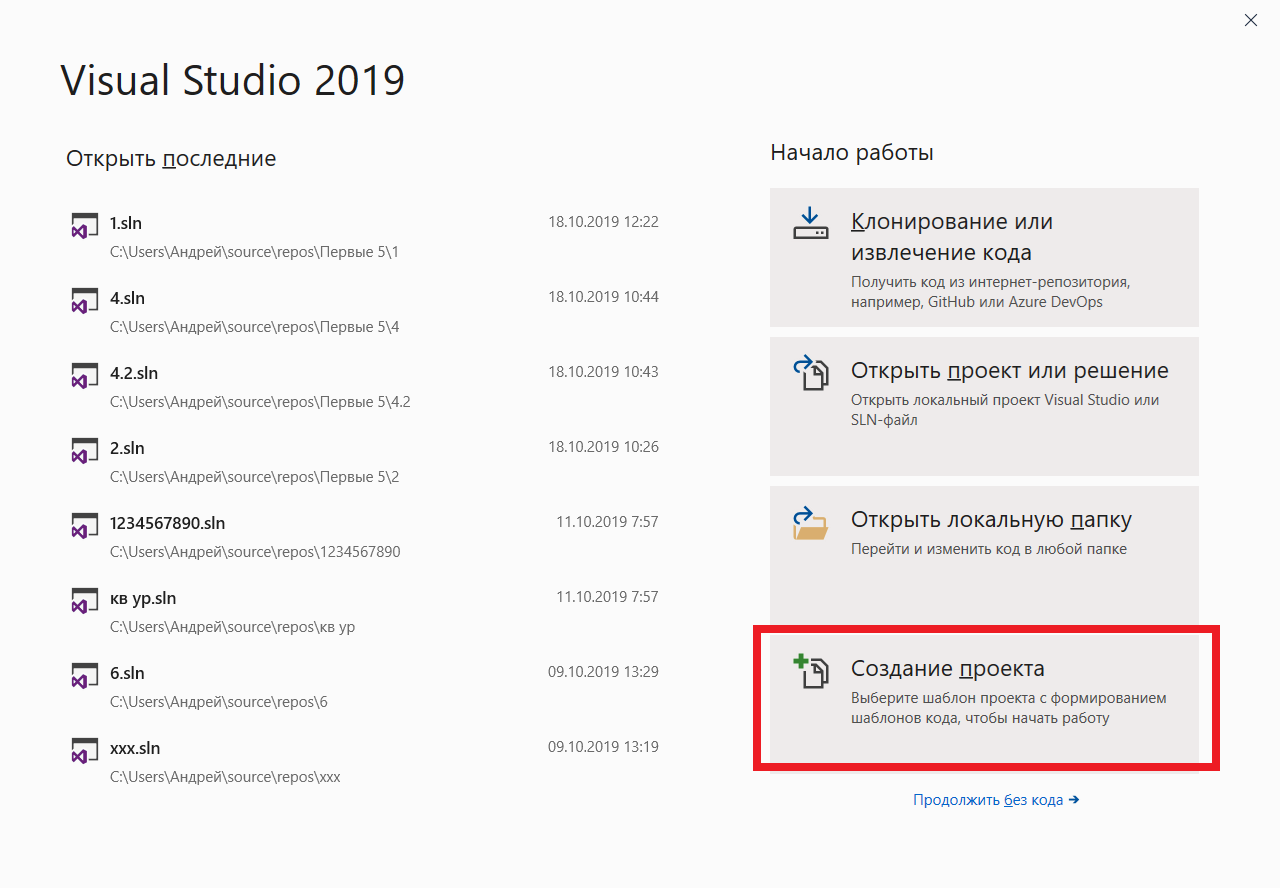 Visual Studio 2019
Открыть последние
1.sln
18.10.2019 12:22
C:\Users\Андрей\source\repos\Первые 5\1
4.sln
18.10.2019 10:44
C:\Users\Андрей\source\repos\Первые 5\4
4.2.sln
18.10.2019 10:43
C:\Users\Андрей\source\repos\Первые 5\4.2
2.sln
18.10.2019 10:26
C:\Users\Андрей\source\repos\Первые 5\2
1234567890.sln
11.10.2019 7:57
C:\Users\Андрей\source\repos\1234567890
кв ур.sln
11.10.2019 7:57
C:\Users\Андрей\source\repos\кв ур
6.sln
09.10.2019 13:29
C:\Users\Андрей\source\repos\6
xxx.sln
09.10.2019 13:19
C:\Users\Андрей\source\repos\xxx
Начало работы
Клонирование или
извлечение кода
Получить код из интернет-репозитория,
например, GitHub или Azure DevOps
Открыть проект или решение
Открыть локальный проект Visual Studio или
SLN-файл
Открыть локальную папку
Перейти и изменить код в любой папке
Создание проекта
Выберите шаблон проекта с формированием
шаблонов кода, чтобы начать работу
Продолжить без кода →